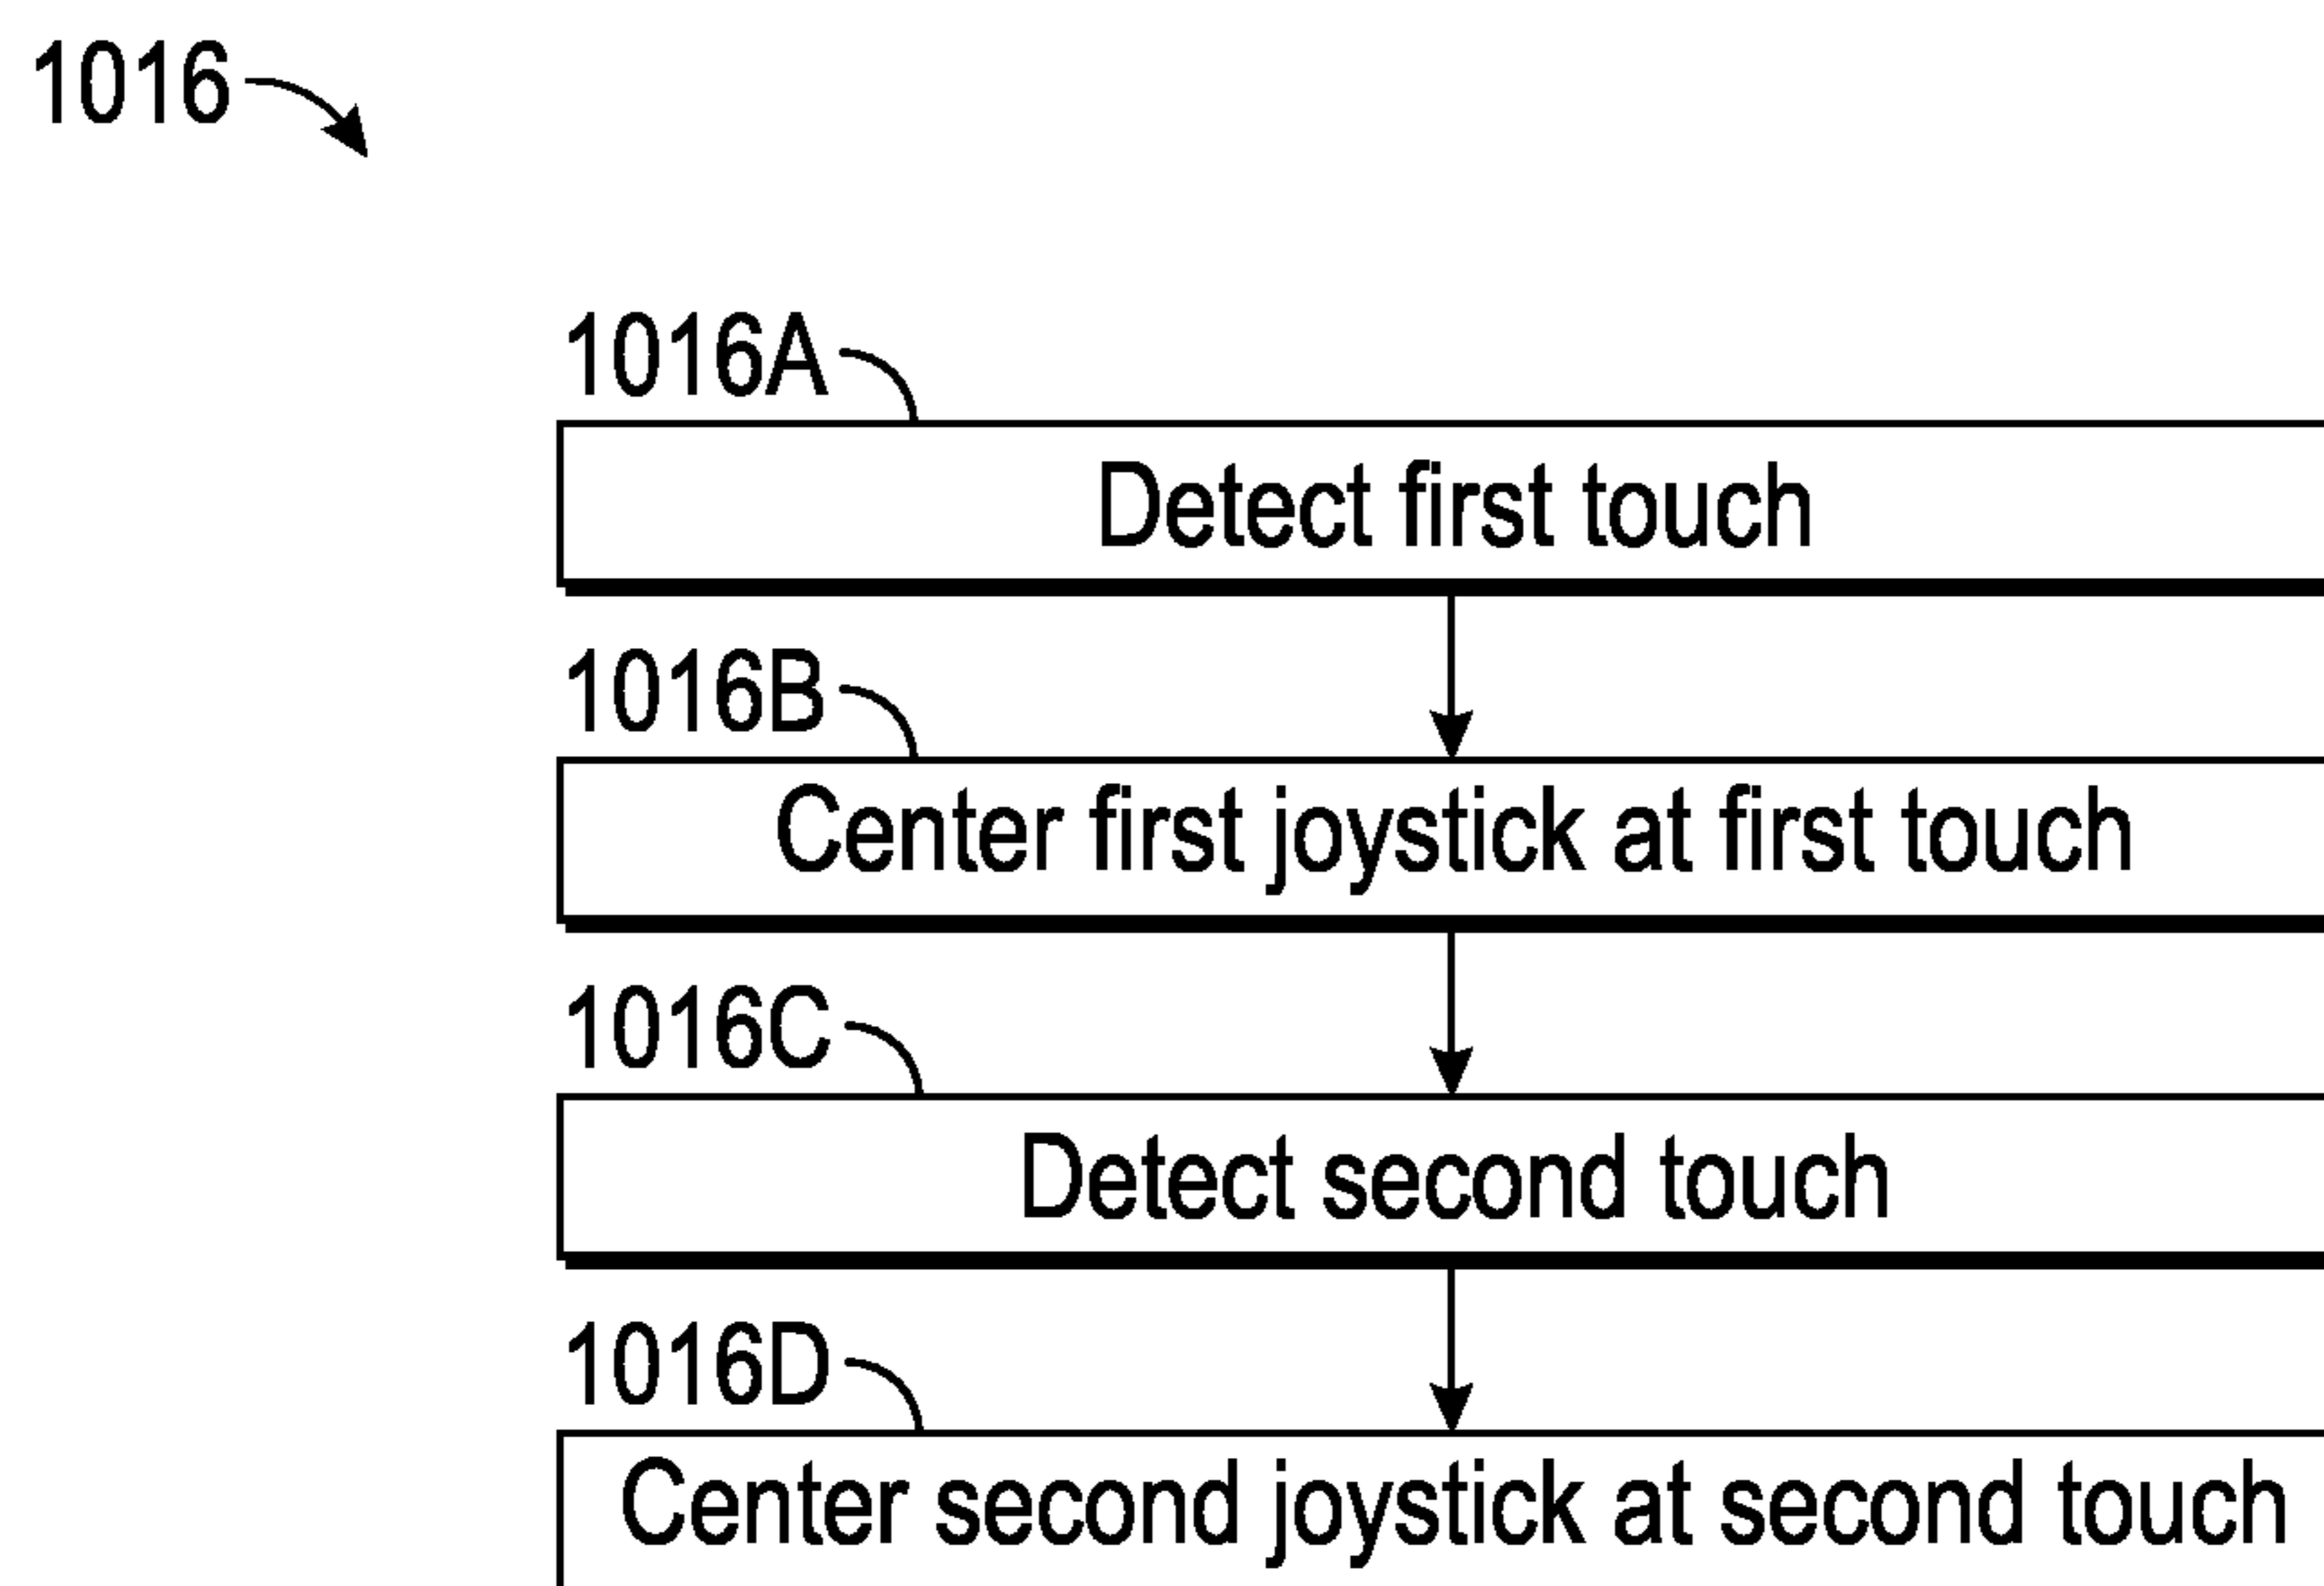 1016
1016A
Detect first touch
1016B
Center first joystick at first touch
1016C
Detect second touch
1016D
Center second joystick at second touch